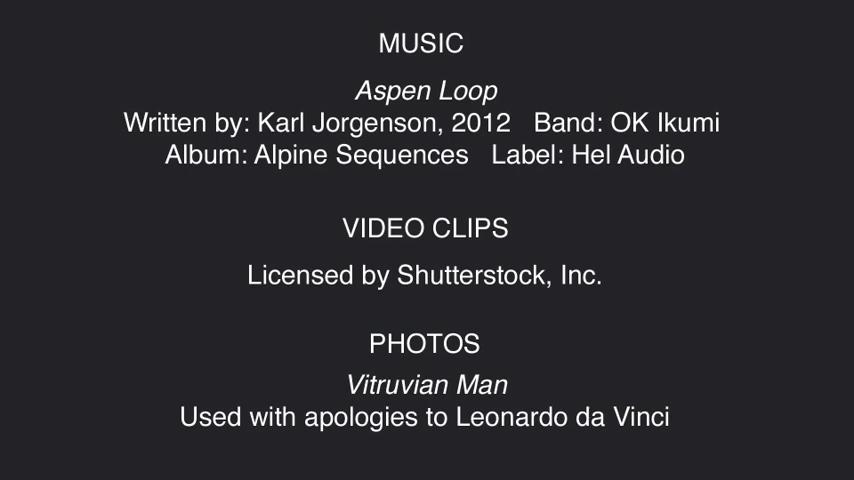 MUSIC
Aspen Loop
Written by: Karl Jorgenson, 2012   Band: OK Ikumi
Album: Alpine Sequences   Label: Hel Audio
VIDEO CLIPS
Licensed by Shutterstock, Inc.
PHOTOS
Vitruvian Man
Used with apologies to Leonardo da Vinci